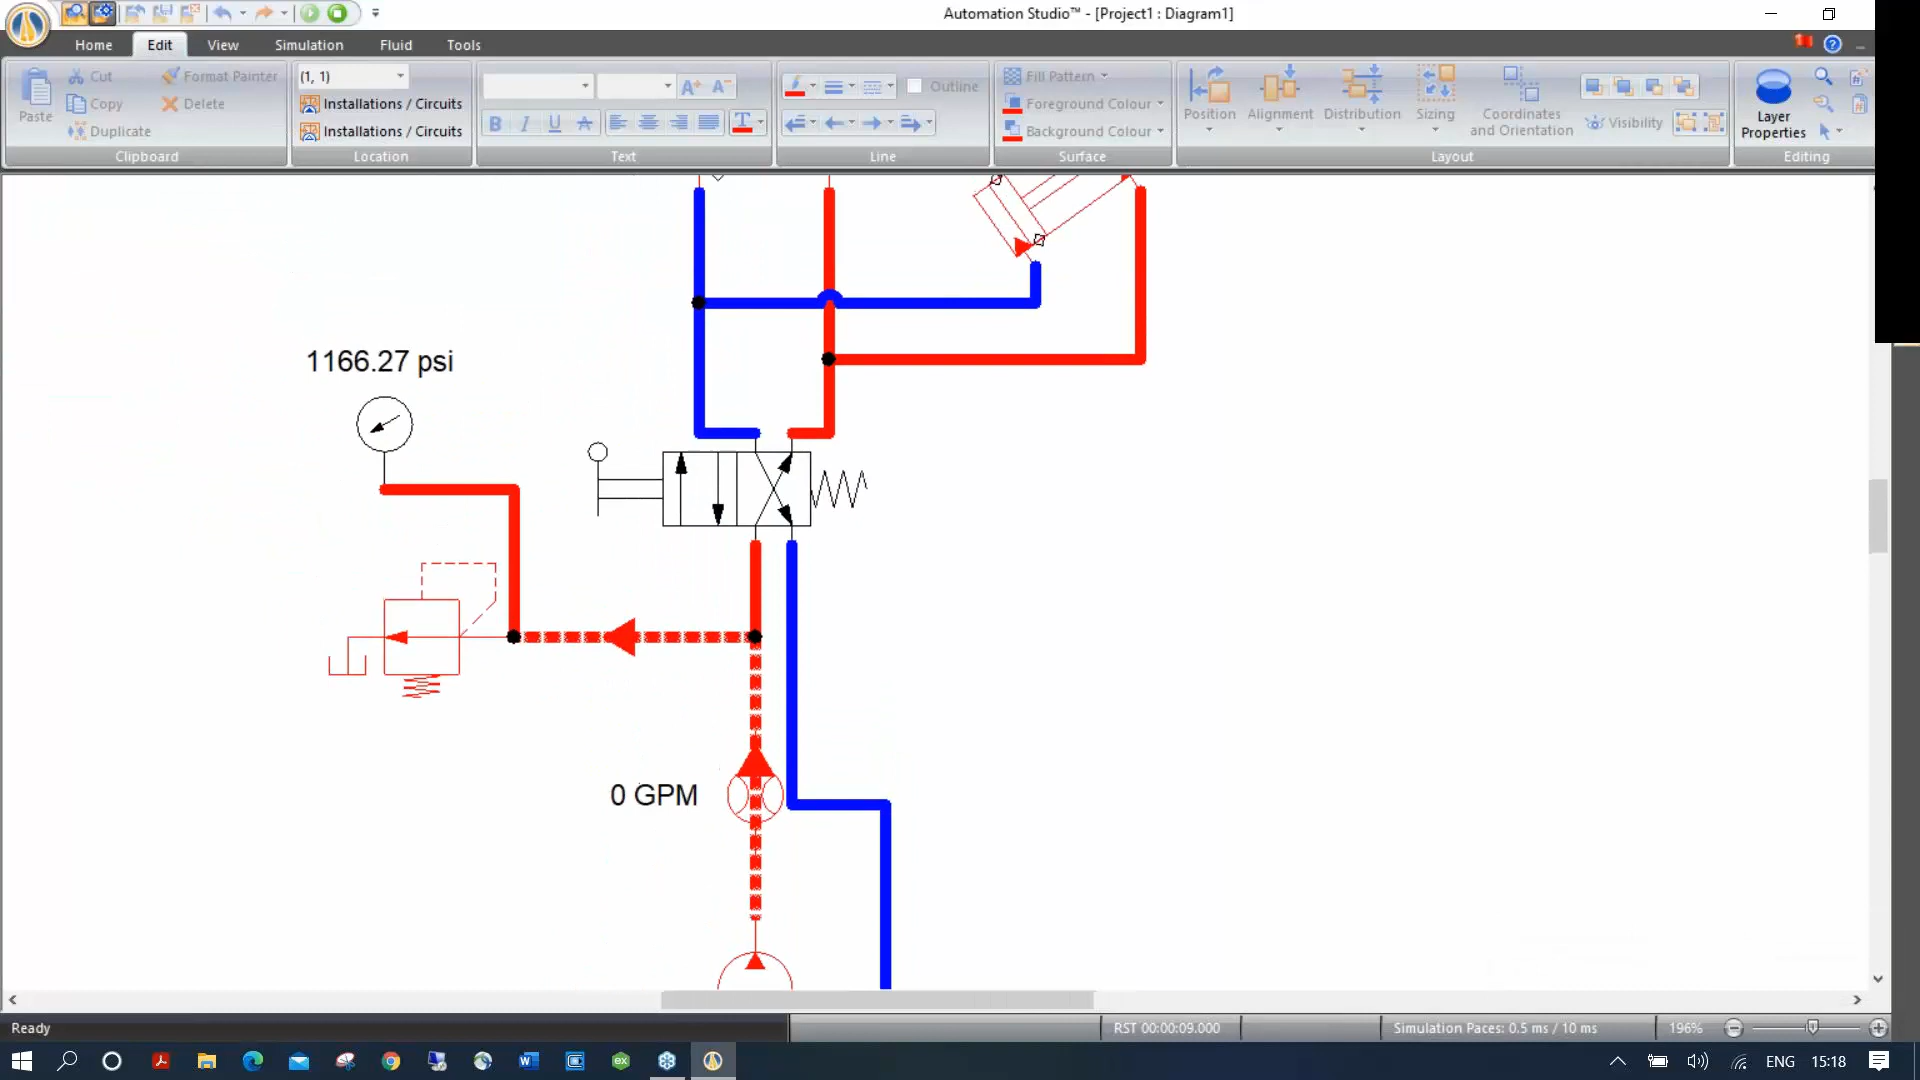 Automation Studio™ - [Project1 : Diagram1]
Home Edit View Simulation Fluid Tools
Cut Format Painter (1, 1) Outline Fill Pattern
Copy Delete Installations / Circuits Foreground Colour
Paste Position Alignment Distribution Sizing Coordinates and Orientation Visibility Layer Properties
Duplicate Installations / Circuits B I U A T Background Colour
Clipboard Location Text Line Surface Layout Editing
1166.27 psi
0 GPM
Ready RST 00:00:09.000 Simulation Paces: 0.5 ms / 10 ms 196%
ENG 15:18